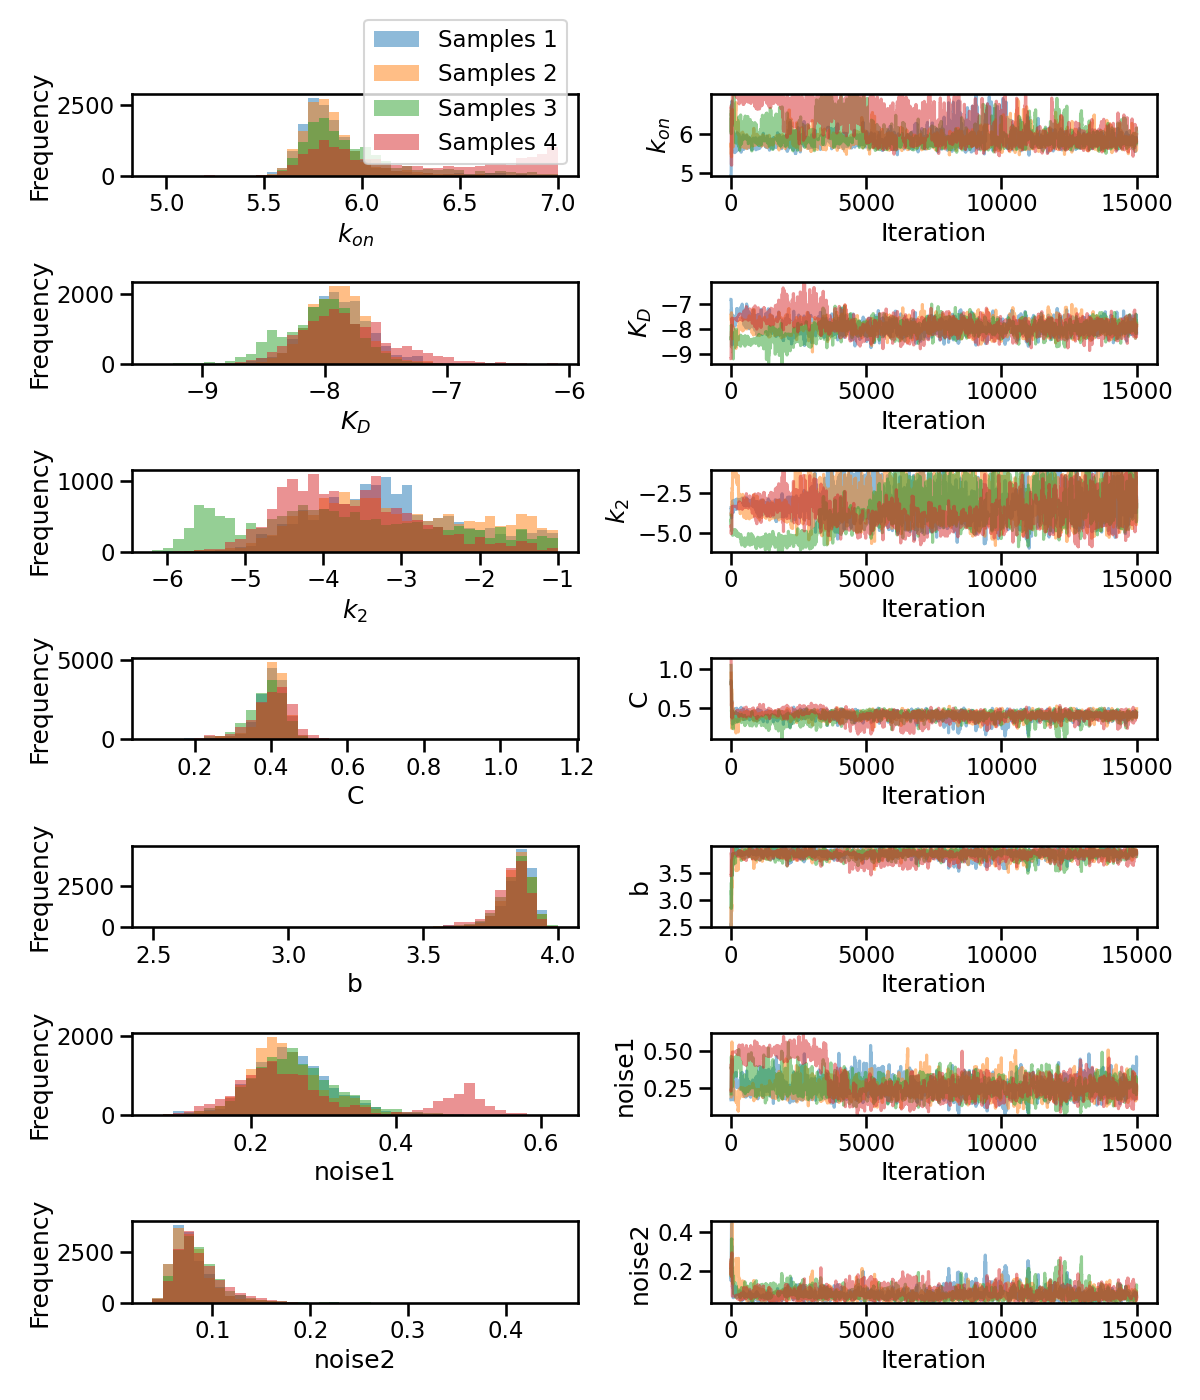 Samples 1
Samples 2
Samples 3
Samples 4
Frequency
2500
0
5.0 5.5 6.0 6.5 7.0
k_on
k_on
6
5
0 5000 10000 15000
Iteration
Frequency
2000
0
−9 −8 −7 −6
K_D
K_D
−7
−8
−9
0 5000 10000 15000
Iteration
Frequency
1000
0
−6 −5 −4 −3 −2 −1
k_2
k_2
−2.5
−5.0
0 5000 10000 15000
Iteration
Frequency
5000
0
0.2 0.4 0.6 0.8 1.0 1.2
C
C
1.0
0.5
0 5000 10000 15000
Iteration
Frequency
2500
0
2.5 3.0 3.5 4.0
b
b
3.5
3.0
2.5
0 5000 10000 15000
Iteration
Frequency
2000
0
0.2 0.4 0.6
noise1
noise1
0.50
0.25
0 5000 10000 15000
Iteration
Frequency
2500
0
0.1 0.2 0.3 0.4
noise2
noise2
0.4
0.2
0 5000 10000 15000
Iteration